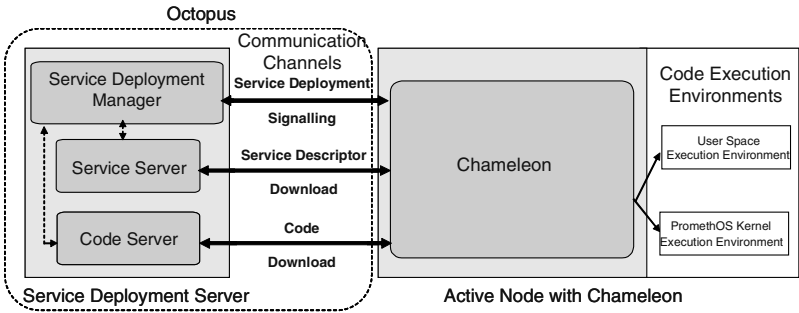 Octopus
Communication
Channels
Service Deployment
Manager
Service Server
Code Server
Service Deployment
Signalling
Service Descriptor
Download
Code
Download
Chameleon
Code Execution
Environments
User Space
Execution Environment
PromethOS Kernel
Execution Environment
Service Deployment Server
Active Node with Chameleon